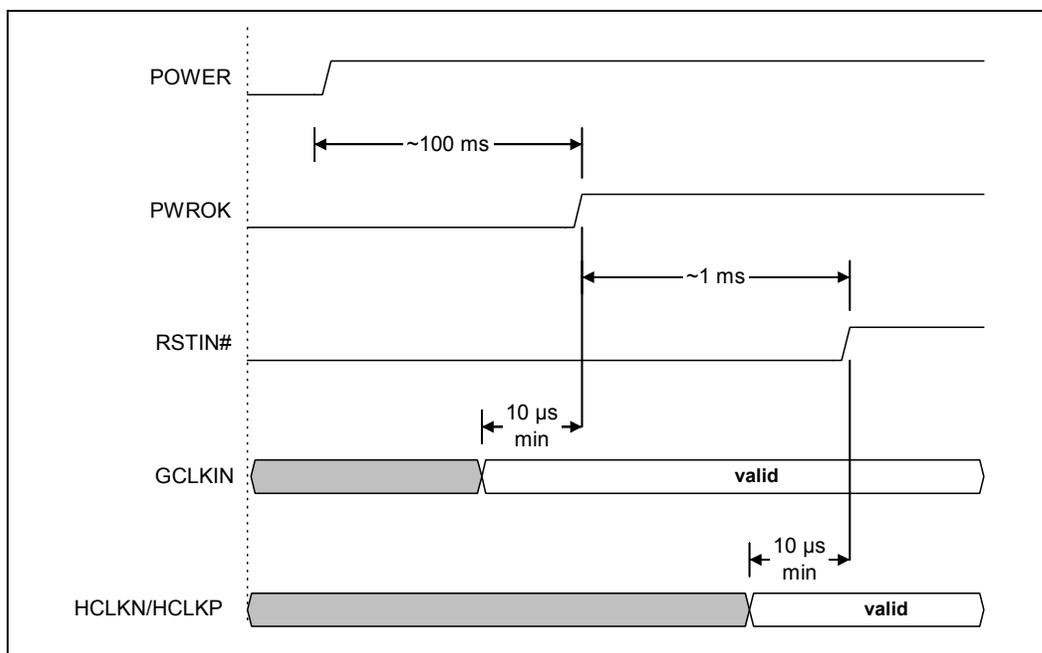 POWER
~100 ms
PWROK
~1 ms
RSTIN#
10 µs
min
GCLKIN
valid
10 µs
min
HCLKN/HCLKP
valid